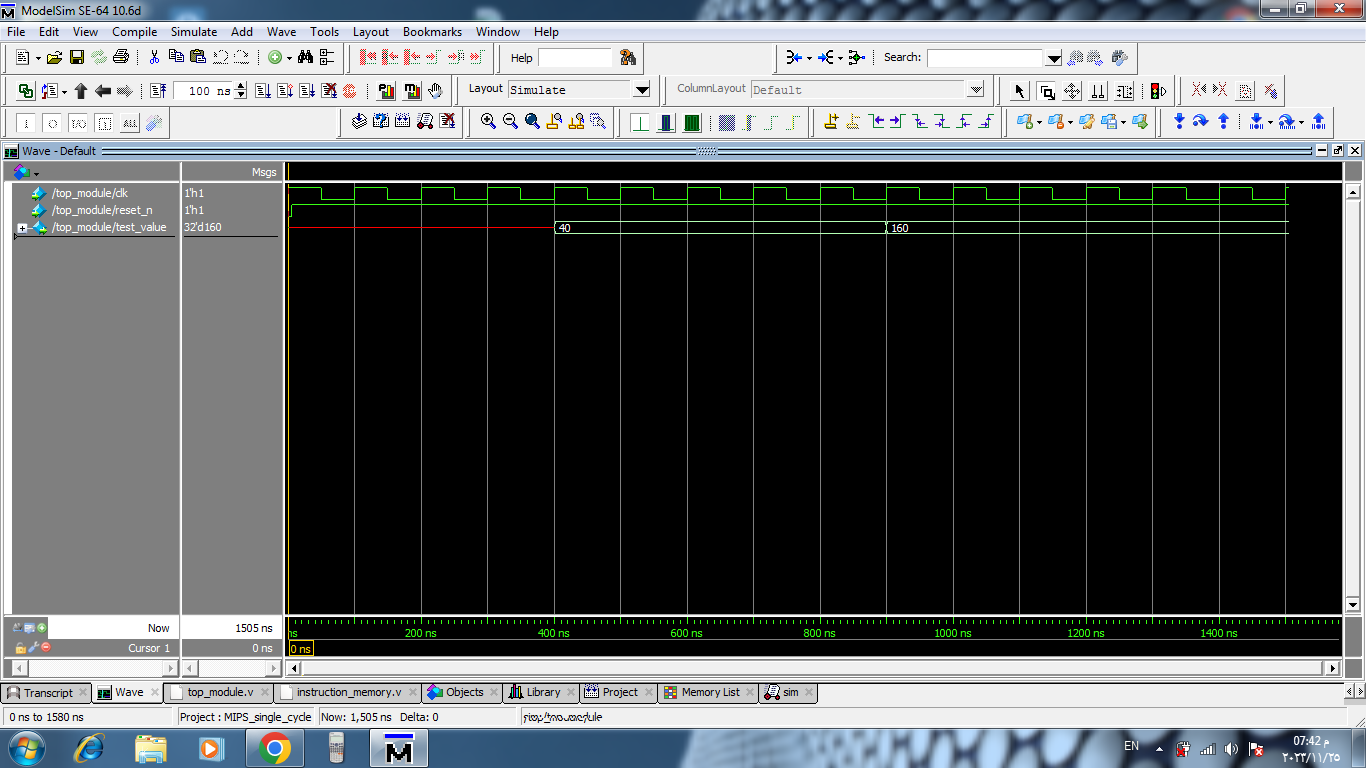 ModelSim SE-64 10.6d
File Edit View Compile Simulate Add Wave Tools Layout Bookmarks Window Help
Help Search:
100 ns Layout Simulate ColumnLayout Default
I/O ALL
Wave - Default
Msgs
/top_module/clk 1'h1
/top_module/reset_n 1'h1
/top_module/test_value 32'd160 40 160
Now 1505 ns ns 200 ns 400 ns 600 ns 800 ns 1000 ns 1200 ns 1400 ns
Cursor 1 0 ns 0 ns
Transcript Wave top_module.v instruction_memory.v Objects Library Project Memory List sim
0 ns to 1580 ns Project : MIPS_single_cycle Now: 1,505 ns Delta: 0
EN 07:42 م
٢٠٢٣/١١/٢٥